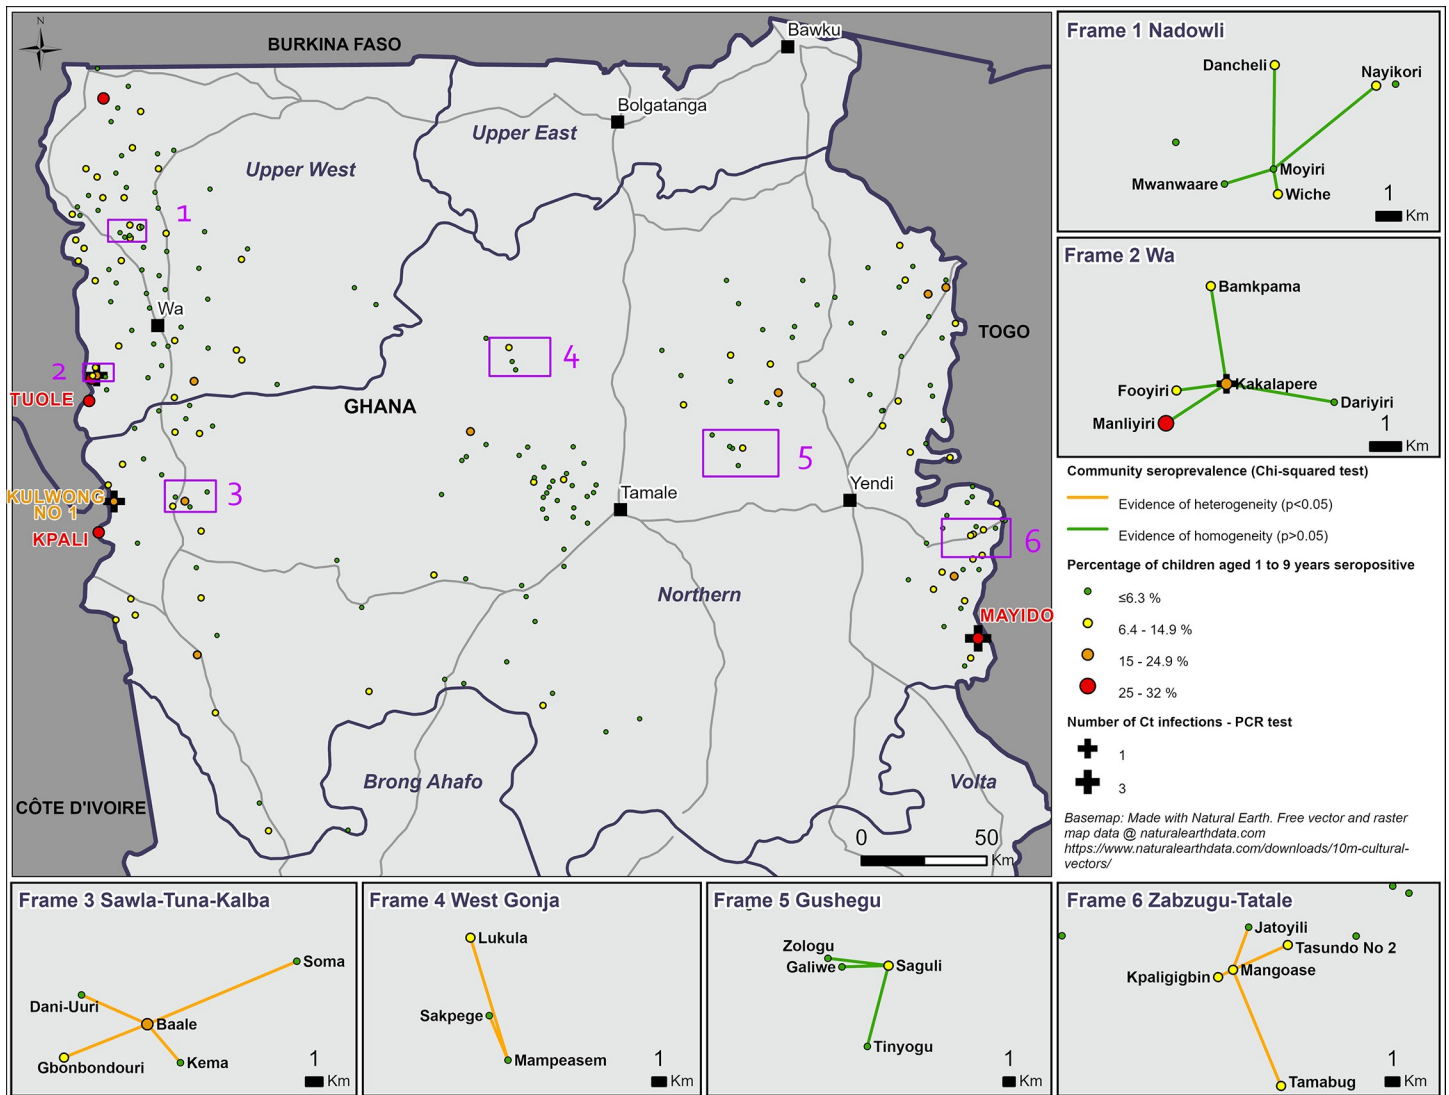 N
BURKINA FASO
Bawku
Bolgatanga
Upper East
Upper West
1
Wa
TOGO
2
4
TUOLE
GHANA
5
3
Tamale
Yendi
KULWONG
NO 1
KPALI
6
Northern
MAYIDO
Brong Ahafo
Volta
CÔTE D'IVOIRE
0 50
Km
Frame 1 Nadowli
Dancheli
Nayikori
Moyiri
Mwanwaare
Wiche
1
Km
Frame 2 Wa
Bamkpama
Kakalapere
Fooyiri
Dariyiri
Manliyiri
1
Km
Community seroprevalence (Chi-squared test)
Evidence of heterogeneity (p<0.05)
Evidence of homogeneity (p>0.05)
Percentage of children aged 1 to 9 years seropositive
≤6.3 %
6.4 - 14.9 %
15 - 24.9 %
25 - 32 %
Number of Ct infections - PCR test
1
3
Basemap: Made with Natural Earth. Free vector and raster
map data @ naturalearthdata.com
https://www.naturalearthdata.com/downloads/10m-cultural-
vectors/
Frame 3 Sawla-Tuna-Kalba
Soma
Dani-Uuri
Baale
Gbonbondouri
Kema
1
Km
Frame 4 West Gonja
Lukula
Sakpege
Mampeasem
1
Km
Frame 5 Gushegu
Zologu
Galiwe
Saguli
Tinyogu
1
Km
Frame 6 Zabzugu-Tatale
Jatoyili
Tasundo No 2
Mangoase
Kpaligigbin
Tamabug
1
Km